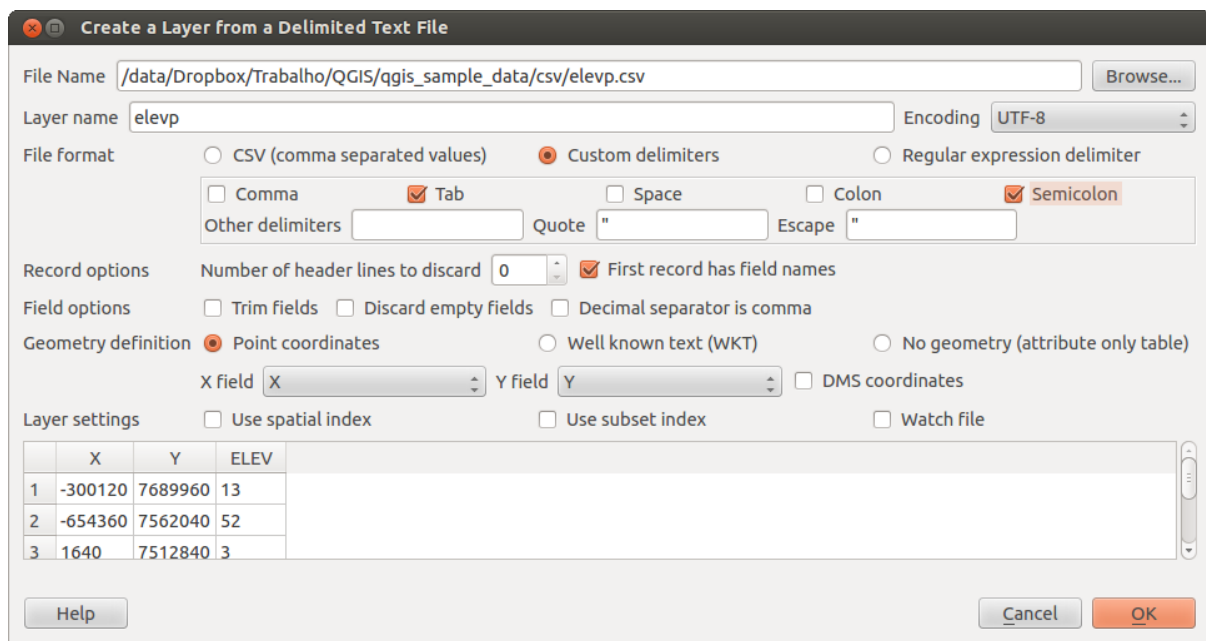 Create a Layer from a Delimited Text File
File Name /data/Dropbox/Trabalho/QGIS/qgis_sample_data/csv/elevp.csv Browse...
Layer name elevp Encoding UTF-8
File format CSV (comma separated values) Custom delimiters Regular expression delimiter
Comma Tab Space Colon Semicolon
Other delimiters Quote " Escape "
Record options Number of header lines to discard 0 First record has field names
Field options Trim fields Discard empty fields Decimal separator is comma
Geometry definition Point coordinates Well known text (WKT) No geometry (attribute only table)
X field X Y field Y DMS coordinates
Layer settings Use spatial index Use subset index Watch file
X Y ELEV
1 -300120 7689960 13
2 -654360 7562040 52
3 1640 7512840 3
Help Cancel OK